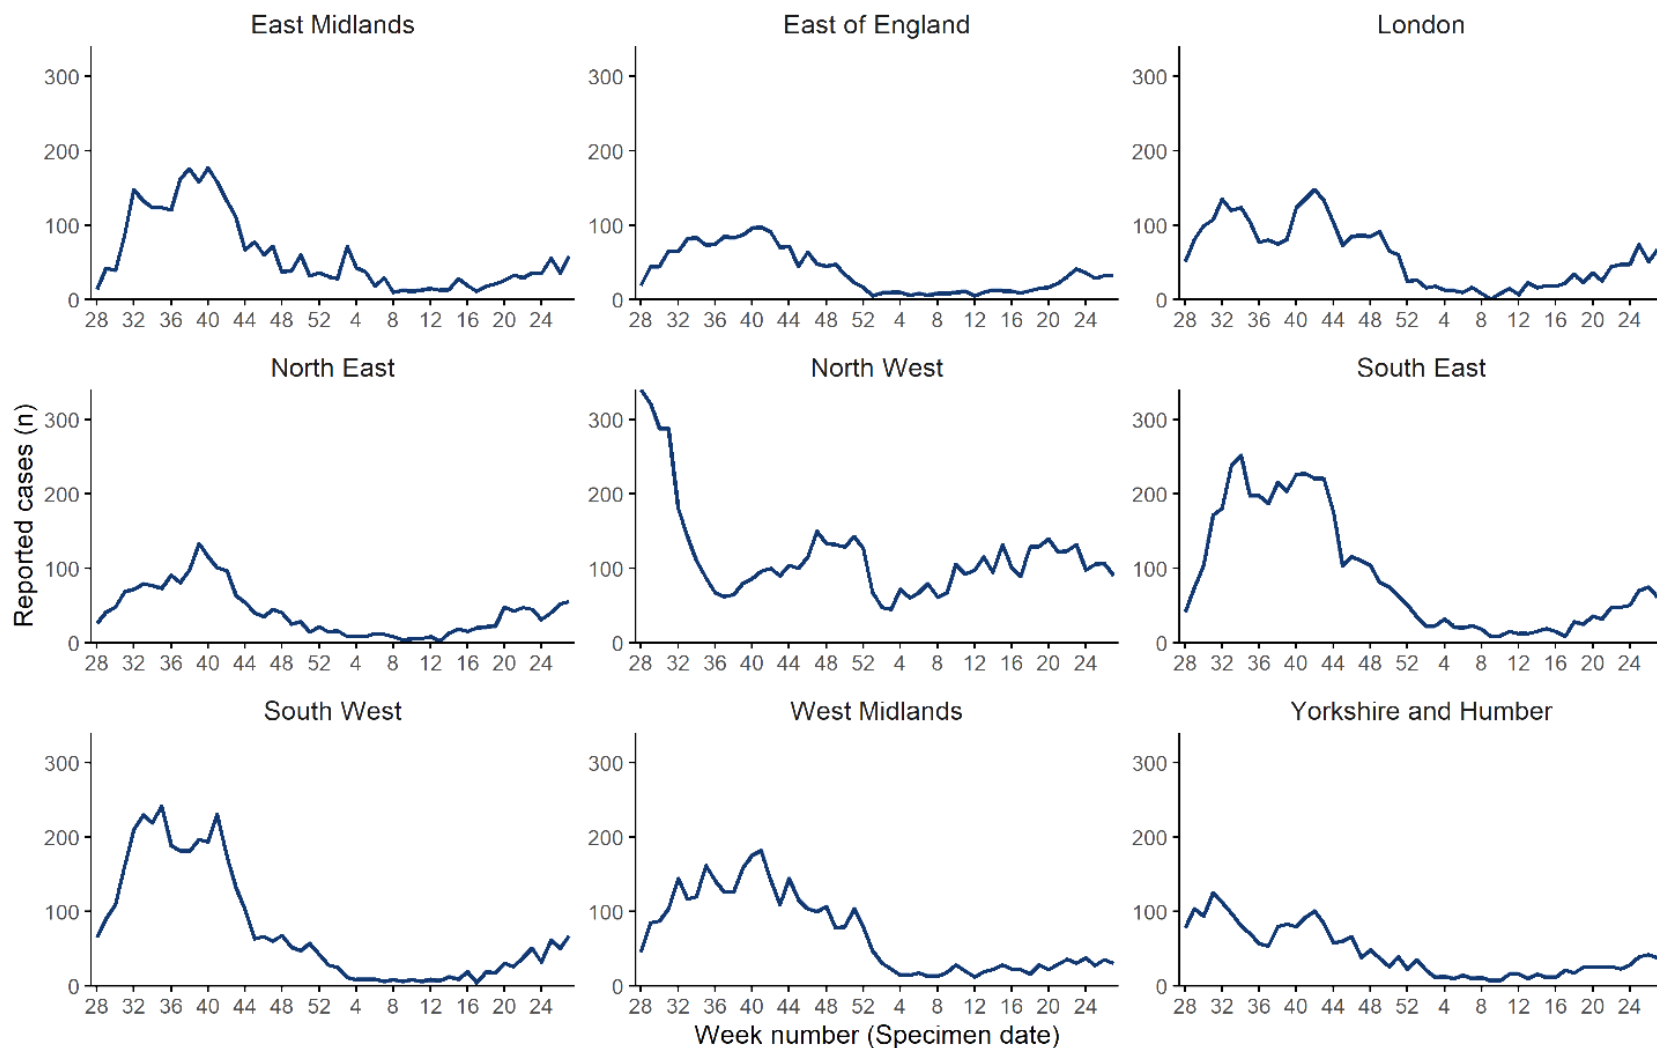 East Midlands
East of England
London
300
200
100
0
28 32 36 40 44 48 52 4 8 12 16 20 24
300
200
100
0
28 32 36 40 44 48 52 4 8 12 16 20 24
300
200
100
0
28 32 36 40 44 48 52 4 8 12 16 20 24
North East
North West
South East
Reported cases (n)
300
200
100
0
28 32 36 40 44 48 52 4 8 12 16 20 24
300
200
100
0
28 32 36 40 44 48 52 4 8 12 16 20 24
300
200
100
0
28 32 36 40 44 48 52 4 8 12 16 20 24
South West
West Midlands
Yorkshire and Humber
300
200
100
0
28 32 36 40 44 48 52 4 8 12 16 20 24
300
200
100
0
28 32 36 40 44 48 52 4 8 12 16 20 24
300
200
100
0
28 32 36 40 44 48 52 4 8 12 16 20 24
Week number (Specimen date)